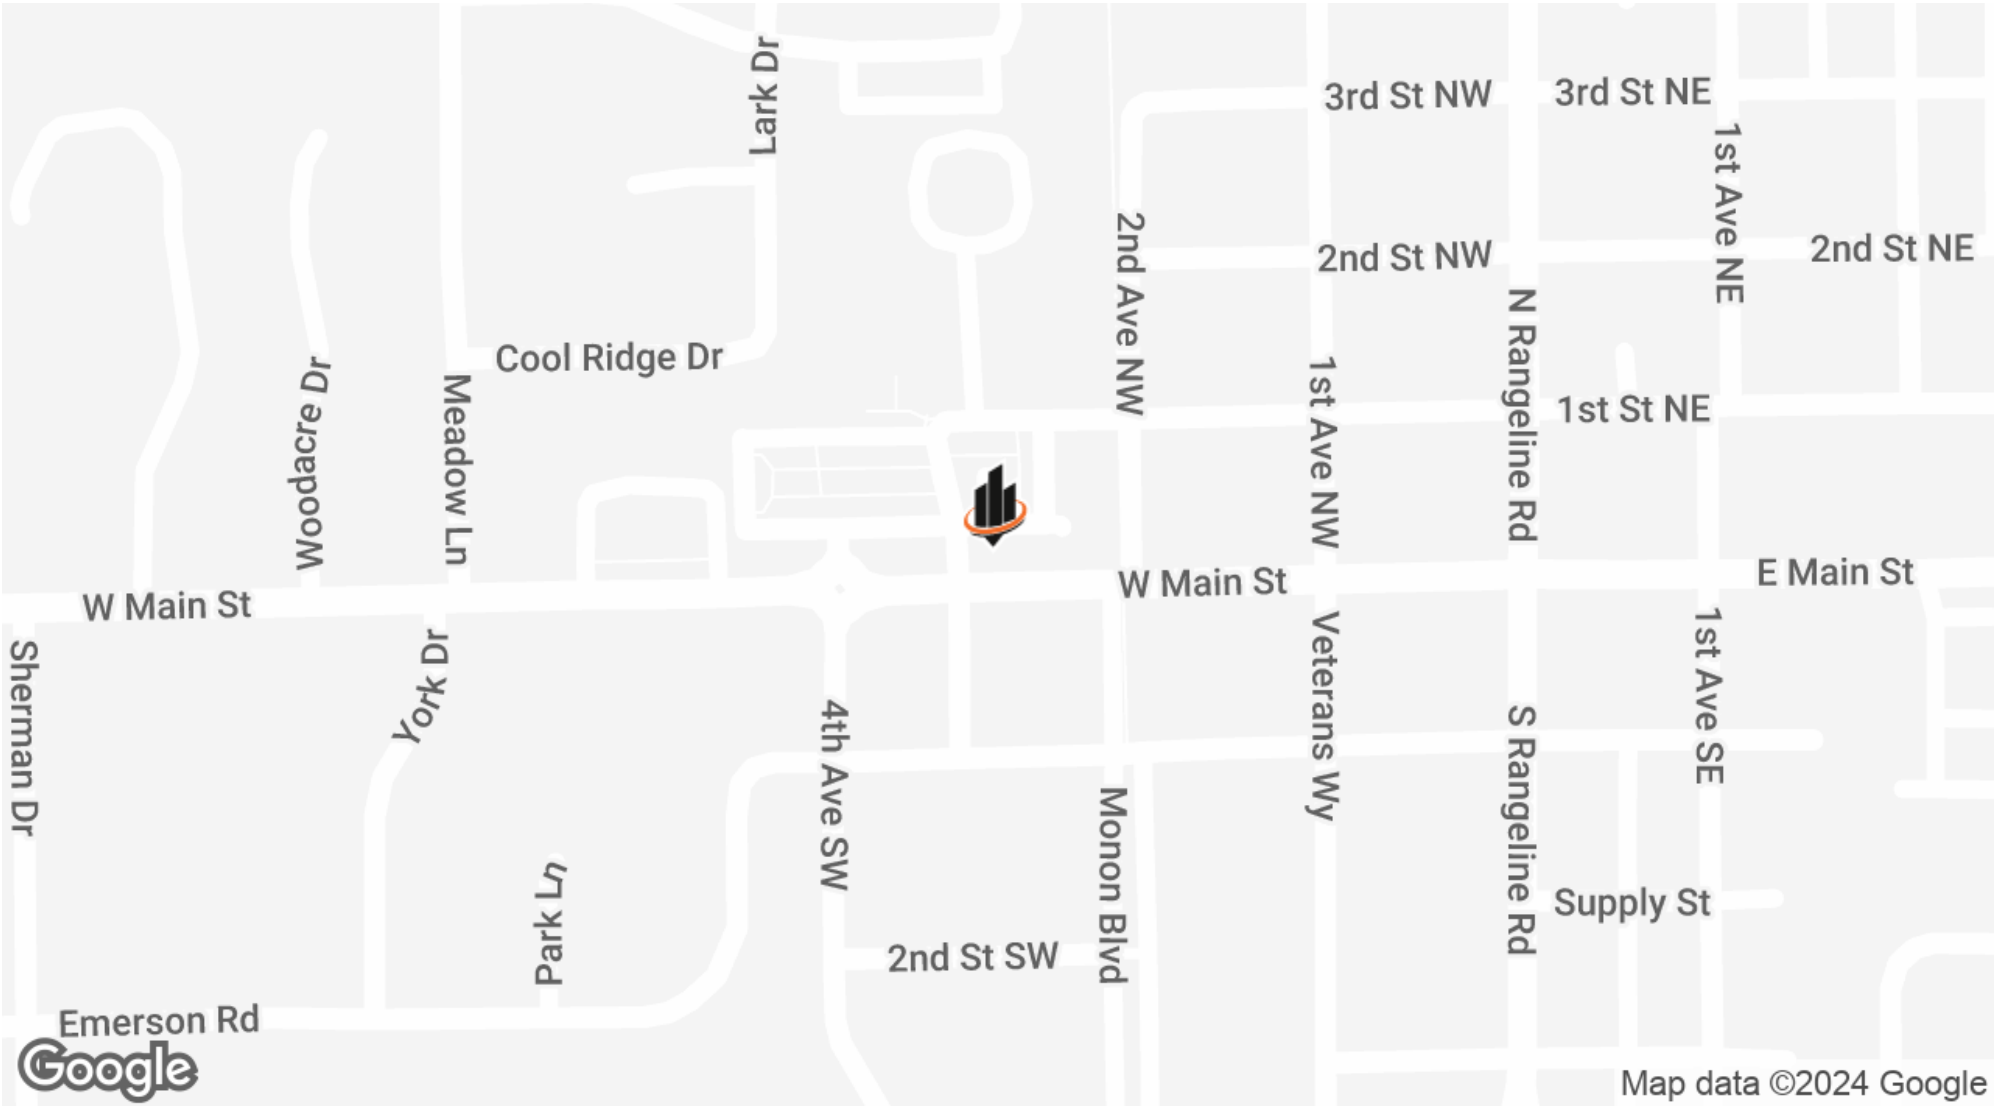 Lark Dr
3rd St NW
3rd St NE
1st Ave NE
2nd Ave NW
2nd St NW
2nd St NE
N Rangeline Rd
Cool Ridge Dr
Woodacre Dr
Meadow Ln
1st Ave NW
1st St NE
W Main St
W Main St
E Main St
Sherman Dr
York Dr
4th Ave SW
Veterans Wy
S Rangeline Rd
1st Ave SE
Monon Blvd
Park Ln
2nd St SW
Supply St
Emerson Rd
Google
Map data ©2024 Google